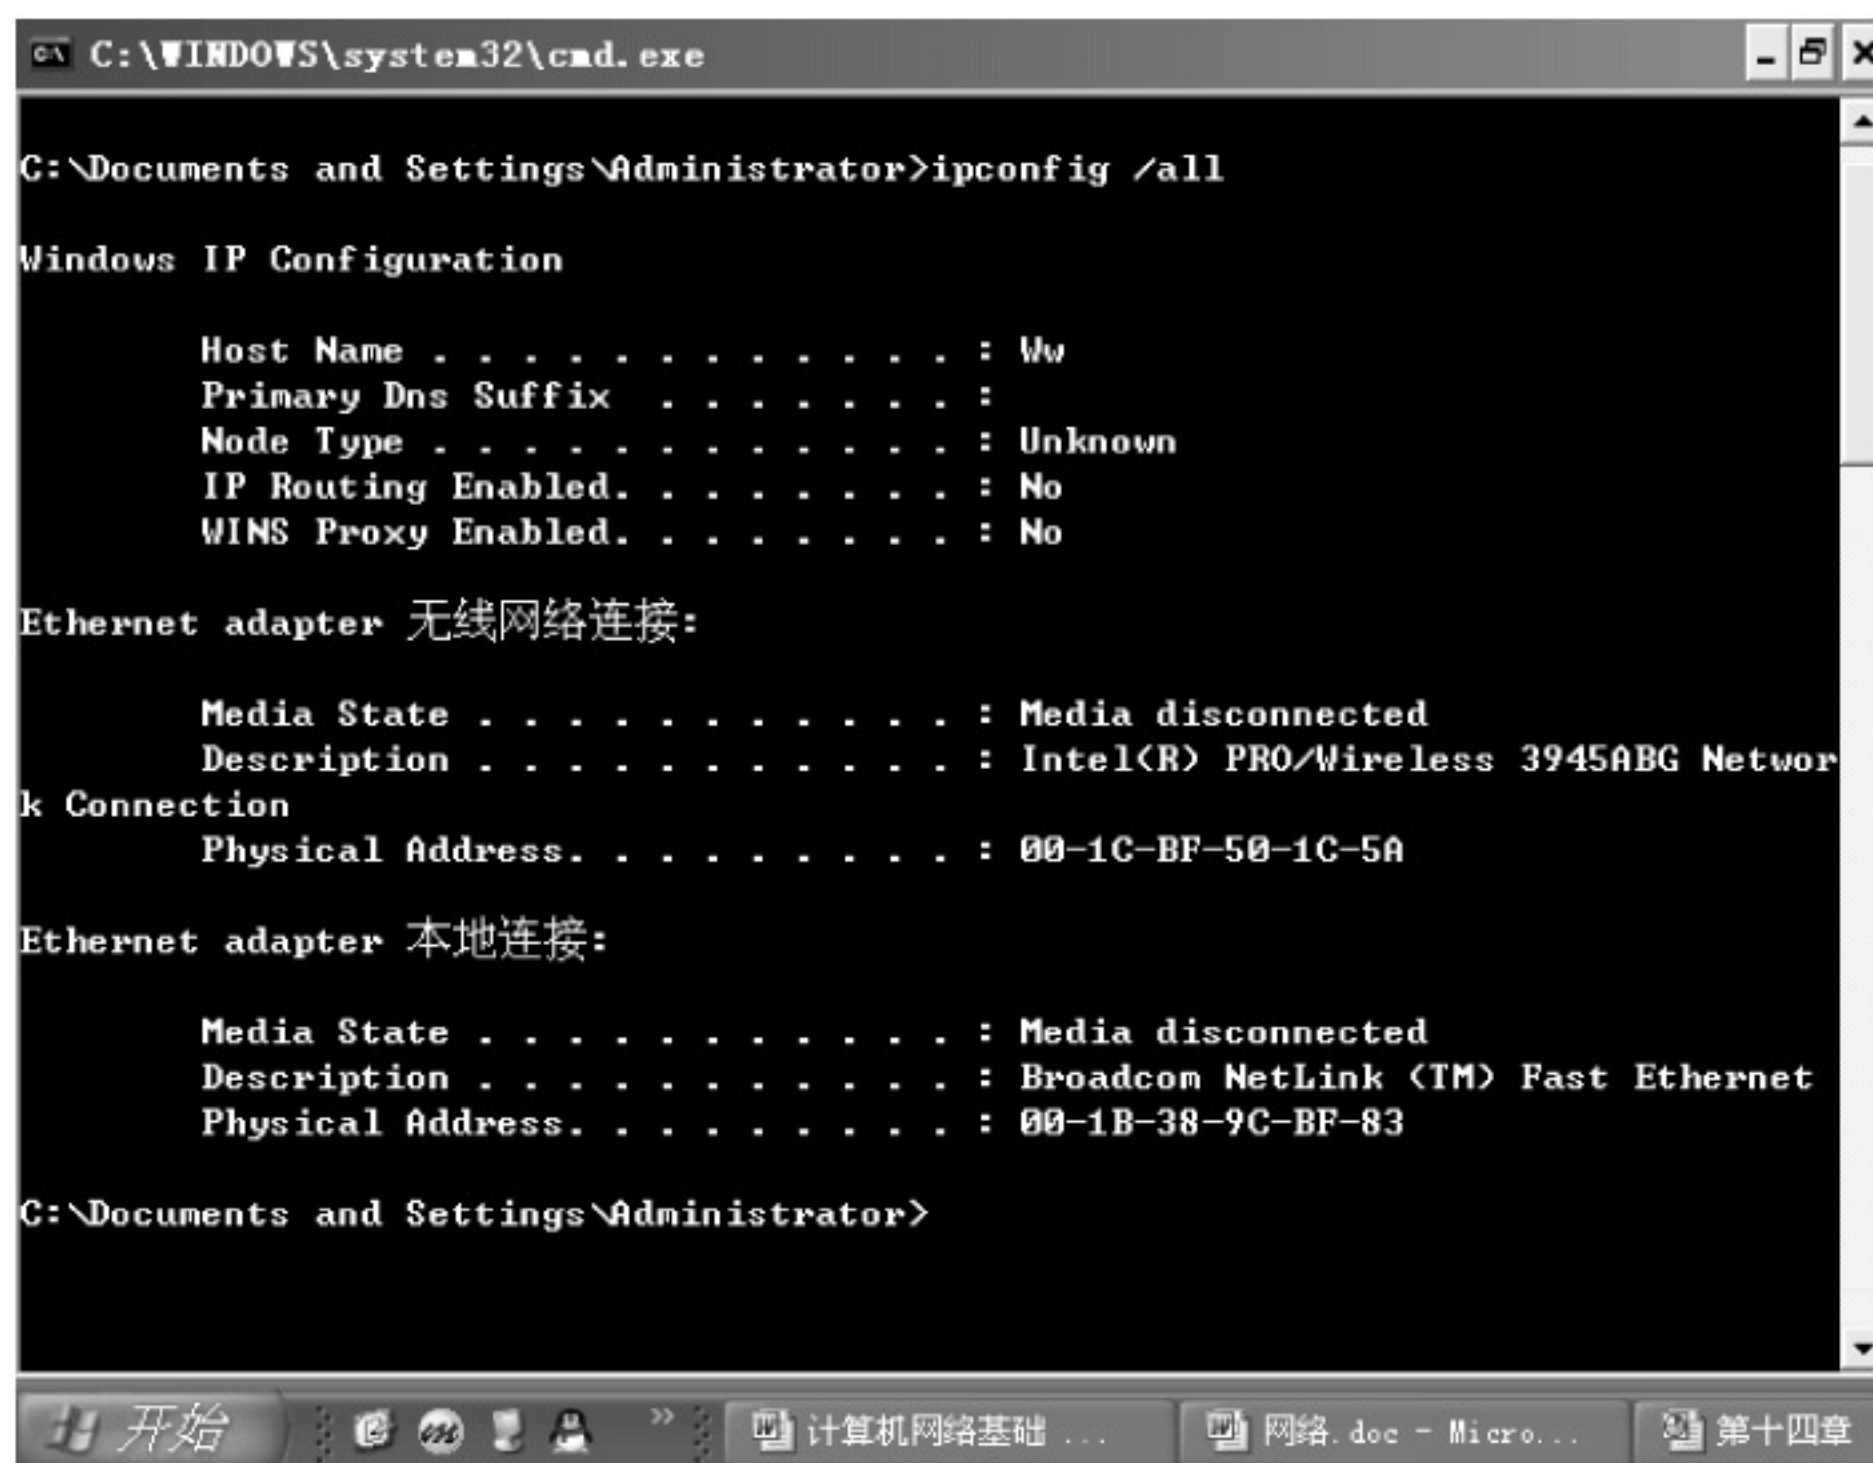 C:\WINDOWS\system32\cmd.exe
C:\Documents and Settings\Administrator>ipconfig /all
Windows IP Configuration
Host Name . . . . . . . . . . . . : Ww
Primary Dns Suffix  . . . . . . . :
Node Type . . . . . . . . . . . . : Unknown
IP Routing Enabled. . . . . . . . : No
WINS Proxy Enabled. . . . . . . . : No
Ethernet adapter 无线网络连接:
Media State . . . . . . . . . . . : Media disconnected
Description . . . . . . . . . . . : Intel(R) PRO/Wireless 3945ABG Networ
k Connection
Physical Address. . . . . . . . . : 00-1C-BF-50-1C-5A
Ethernet adapter 本地连接:
Media State . . . . . . . . . . . : Media disconnected
Description . . . . . . . . . . . : Broadcom NetLink (TM) Fast Ethernet
Physical Address. . . . . . . . . : 00-1B-38-9C-BF-83
C:\Documents and Settings\Administrator>
开始 计算机网络基础 ... 网络.doc - Micro... 第十四章